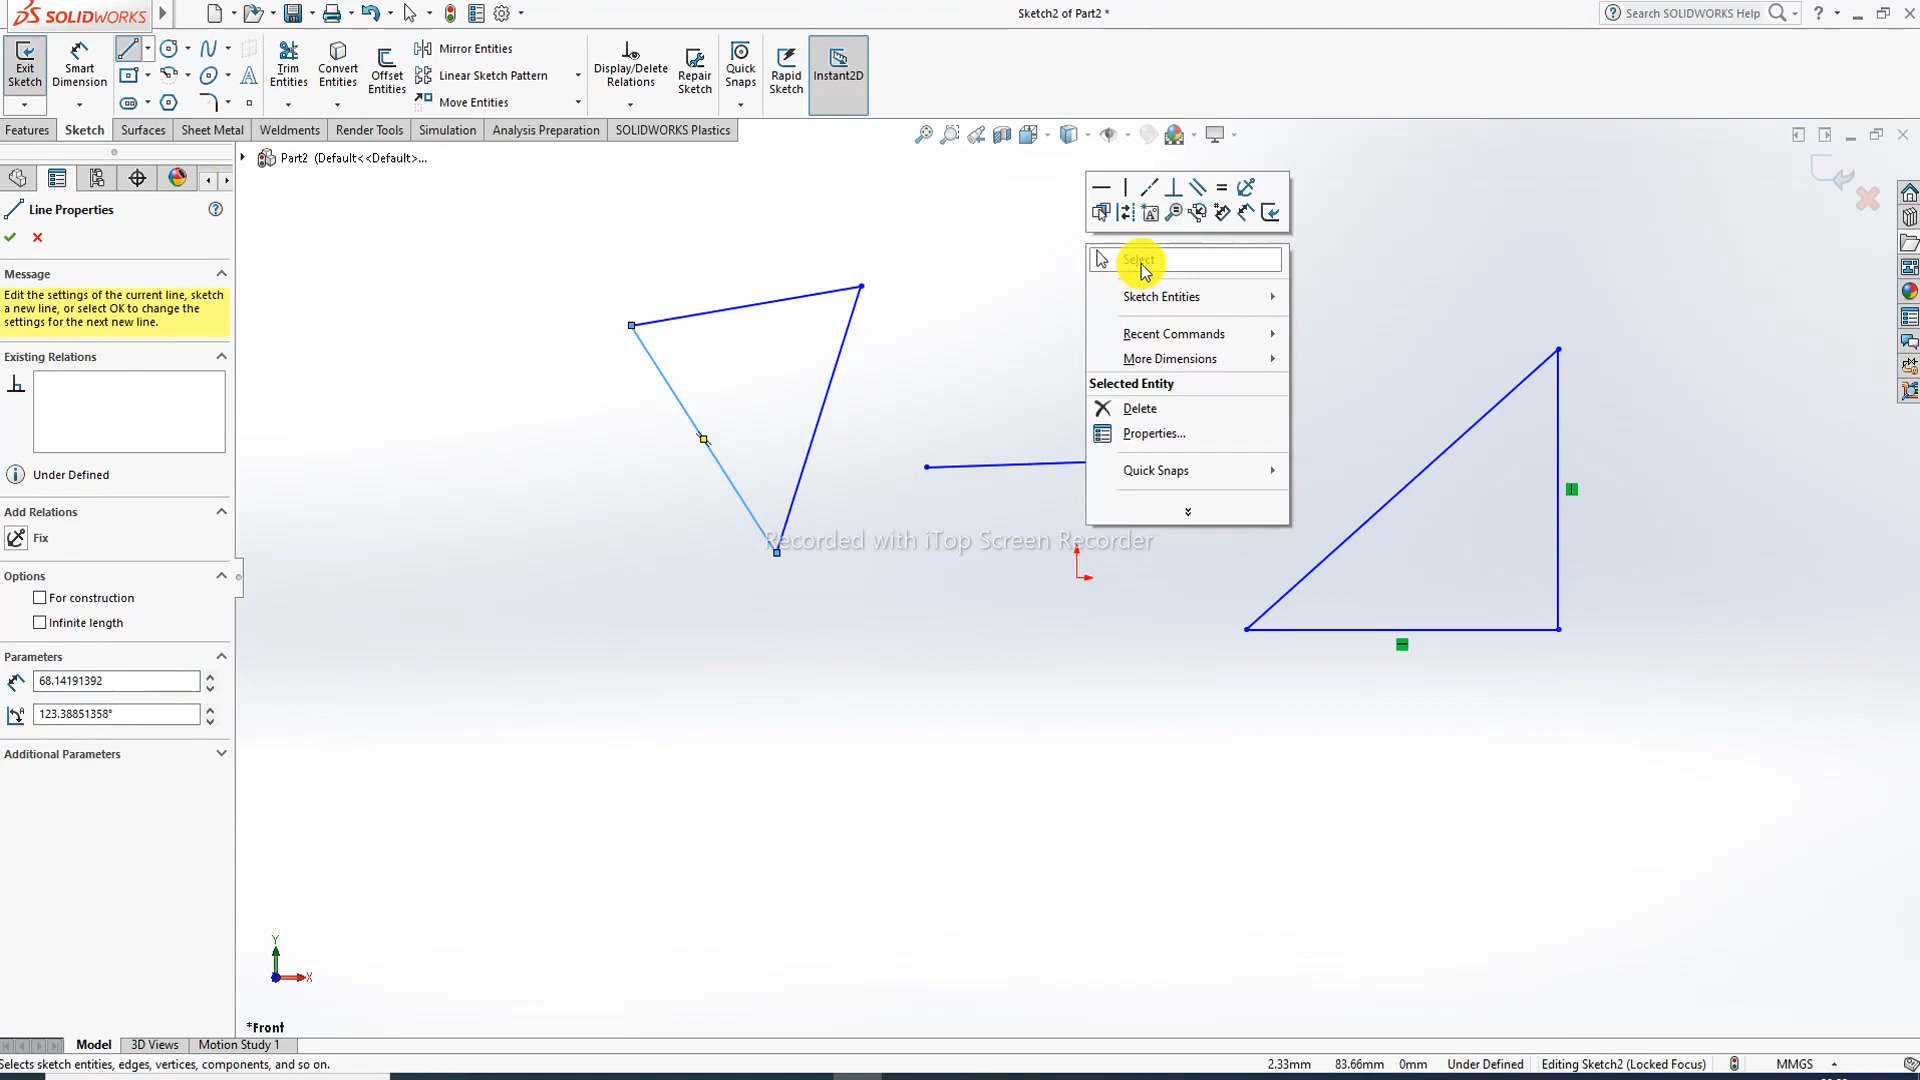 SOLIDWORKS
Sketch2 of Part2 *
Search SOLIDWORKS Help
Exit Sketch
Smart Dimension
Trim Entities
Convert Entities
Offset Entities
Mirror Entities
Linear Sketch Pattern
Move Entities
Display/Delete Relations
Repair Sketch
Quick Snaps
Rapid Sketch
Instant2D
Features
Sketch
Surfaces
Sheet Metal
Weldments
Render Tools
Simulation
Analysis Preparation
SOLIDWORKS Plastics
Part2 (Default<<Default>...
Line Properties
Message
Edit the settings of the current line, sketch
a new line, or select OK to change the
settings for the next new line.
Existing Relations
Under Defined
Add Relations
Fix
Options
For construction
Infinite length
Parameters
68.14191392
123.38851358°
Additional Parameters
Select
Sketch Entities
Recent Commands
More Dimensions
Selected Entity
Delete
Properties...
Quick Snaps
Recorded with iTop Screen Recorder
Y
X
*Front
Model
3D Views
Motion Study 1
Selects sketch entities, edges, vertices, components, and so on.
2.33mm
83.66mm
0mm
Under Defined
Editing Sketch2 (Locked Focus)
MMGS